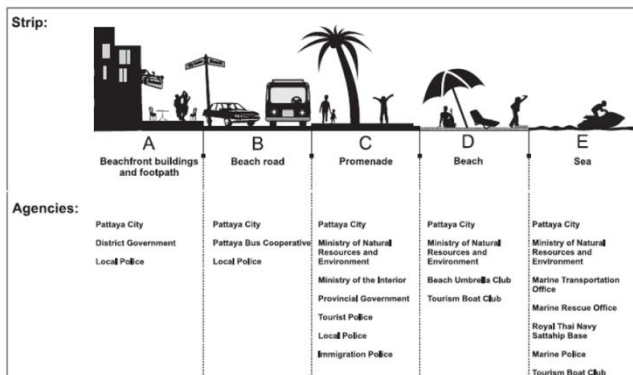 Strip:
A
Beachfront buildings
and footpath
B
Beach road
C
Promenade
D
Beach
E
Sea
Agencies:
Pattaya City
District Government
Local Police
Pattaya City
Pattaya Bus Cooperative
Local Police
Pattaya City
Ministry of Natural
Resources and
Environment
Ministry of the Interior
Provincial Government
Tourist Police
Local Police
Immigration Police
Pattaya City
Ministry of Natural
Resources and
Environment
Beach Umbrella Club
Tourism Boat Club
Pattaya City
Ministry of Natural
Resources and
Environment
Marine Transportation
Office
Marine Rescue Office
Royal Thai Navy
Sattahip Base
Marine Police
Tourism Boat Club